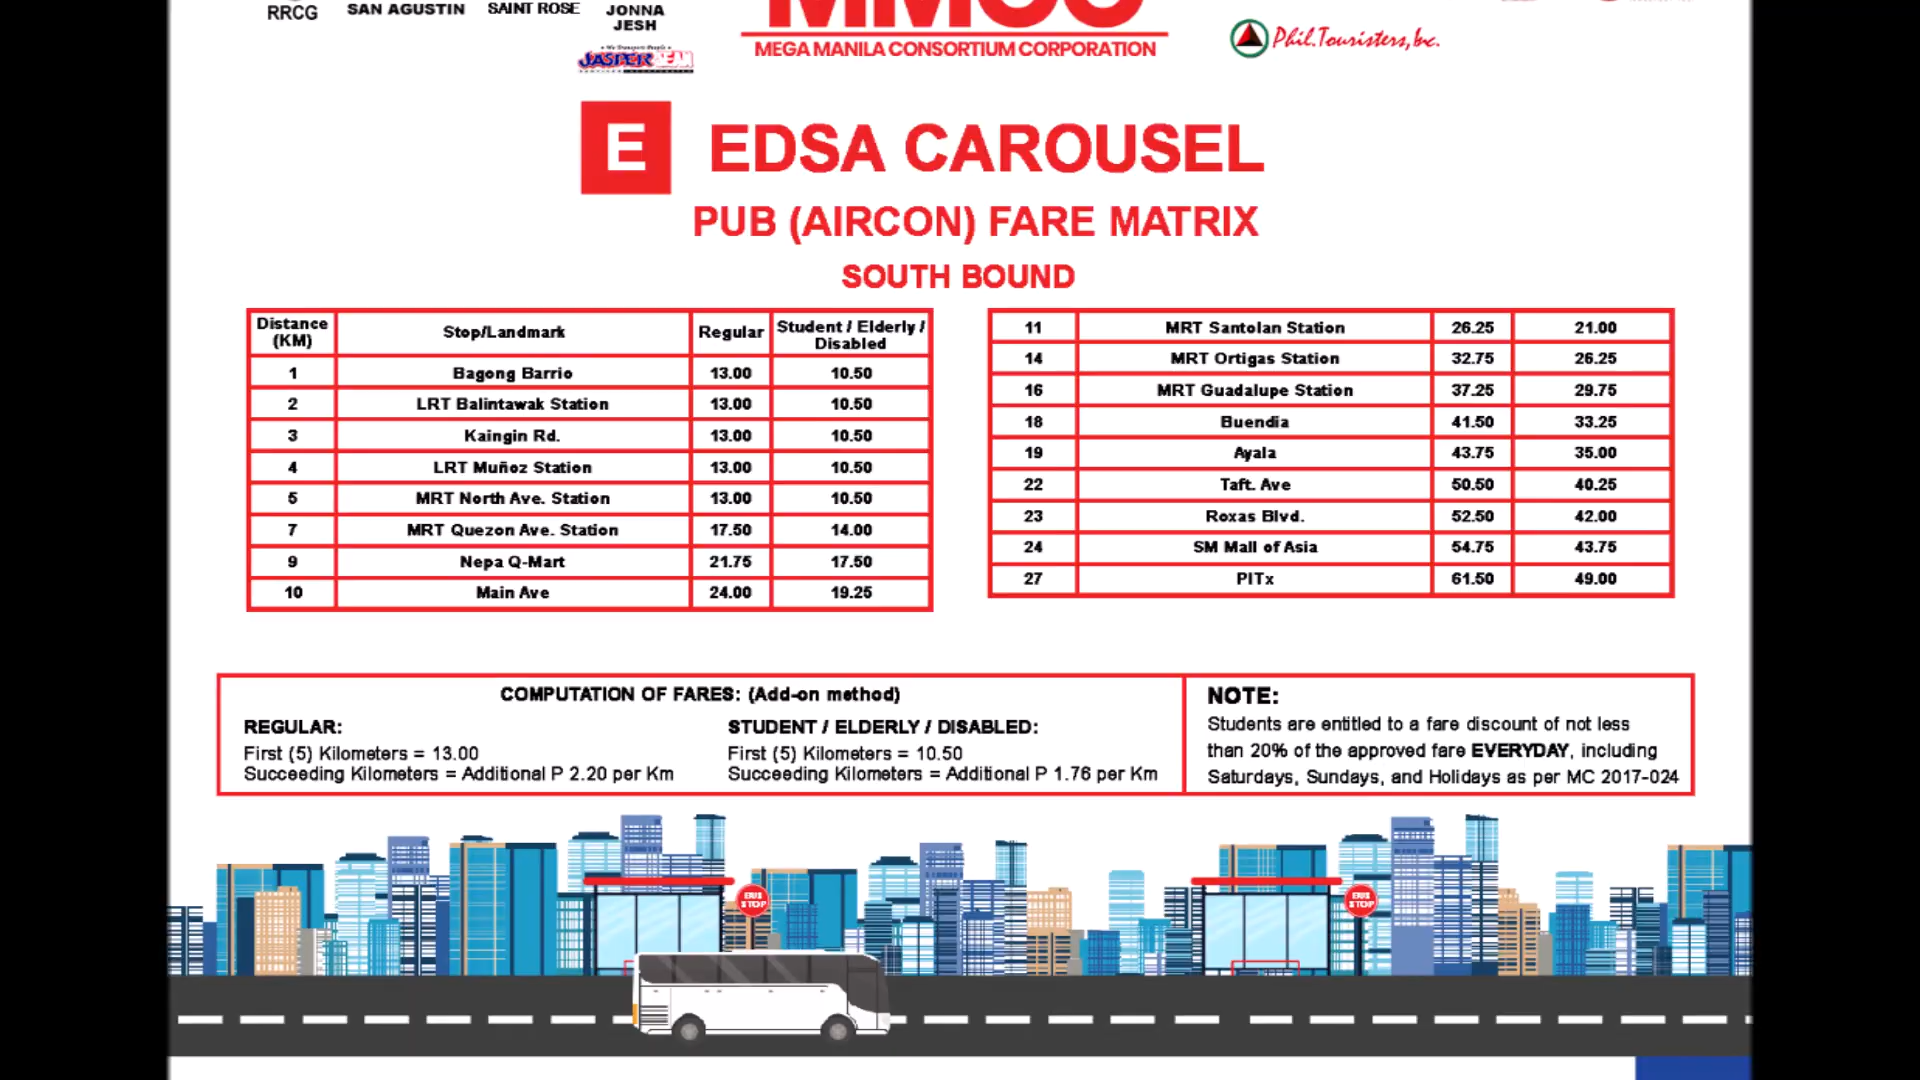 RRCG
SAN AGUSTIN
SAINT ROSE
JONNA
JESH
• We Transport People •
JASPER JEAN
MMCC
MEGA MANILA CONSORTIUM CORPORATION
Phil.Touristers, Inc.
E EDSA CAROUSEL
PUB (AIRCON) FARE MATRIX
SOUTH BOUND
Distance (KM) Stop/Landmark Regular Student / Elderly / Disabled
1 Bagong Barrio 13.00 10.50
2 LRT Balintawak Station 13.00 10.50
3 Kaingin Rd. 13.00 10.50
4 LRT Muñoz Station 13.00 10.50
5 MRT North Ave. Station 13.00 10.50
7 MRT Quezon Ave. Station 17.50 14.00
9 Nepa Q-Mart 21.75 17.50
10 Main Ave 24.00 19.25
11 MRT Santolan Station 26.25 21.00
14 MRT Ortigas Station 32.75 26.25
16 MRT Guadalupe Station 37.25 29.75
18 Buendia 41.50 33.25
19 Ayala 43.75 35.00
22 Taft. Ave 50.50 40.25
23 Roxas Blvd. 52.50 42.00
24 SM Mall of Asia 54.75 43.75
27 PITx 61.50 49.00
COMPUTATION OF FARES: (Add-on method)
REGULAR:
First (5) Kilometers = 13.00
Succeeding Kilometers = Additional P 2.20 per Km
STUDENT / ELDERLY / DISABLED:
First (5) Kilometers = 10.50
Succeeding Kilometers = Additional P 1.76 per Km
NOTE:
Students are entitled to a fare discount of not less
than 20% of the approved fare EVERYDAY, including
Saturdays, Sundays, and Holidays as per MC 2017-024
BUS
STOP
BUS
STOP